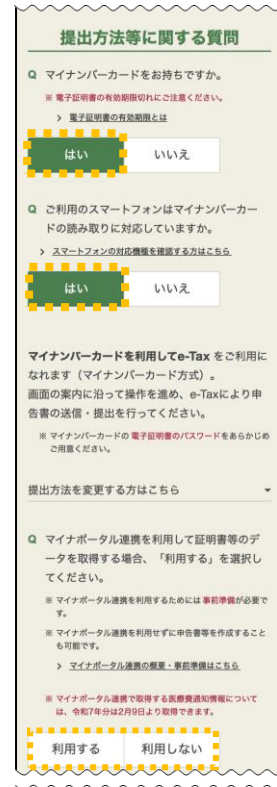 提出方法等に関する質問
Q マイナンバーカードをお持ちですか。
※ 電子証明書の有効期限切れにご注意ください。
> 電子証明書の有効期限とは
はい いいえ
Q ご利用のスマートフォンはマイナンバーカー
ドの読み取りに対応していますか。
> スマートフォンの対応機種を確認する方はこちら
はい いいえ
マイナンバーカードを利用してe-Tax をご利用に
なれます（マイナンバーカード方式）。
画面の案内に沿って操作を進め、e-Taxにより申
告書の送信・提出を行ってください。
※ マイナンバーカードの 電子証明書のパスワード をあらかじめ
ご用意ください。
提出方法を変更する方はこちら
Q マイナポータル連携を利用して証明書等のデ
ータを取得する場合、「利用する」を選択し
てください。
※ マイナポータル連携を利用するためには 事前準備 が必要で
す。
※ マイナポータル連携を利用せずに申告書等を作成すること
も可能です。
> マイナポータル連携の概要・事前準備はこちら
※ マイナポータル連携で取得する医療費通知情報について
は、令和7年分は2月9日より取得できます。
利用する 利用しない